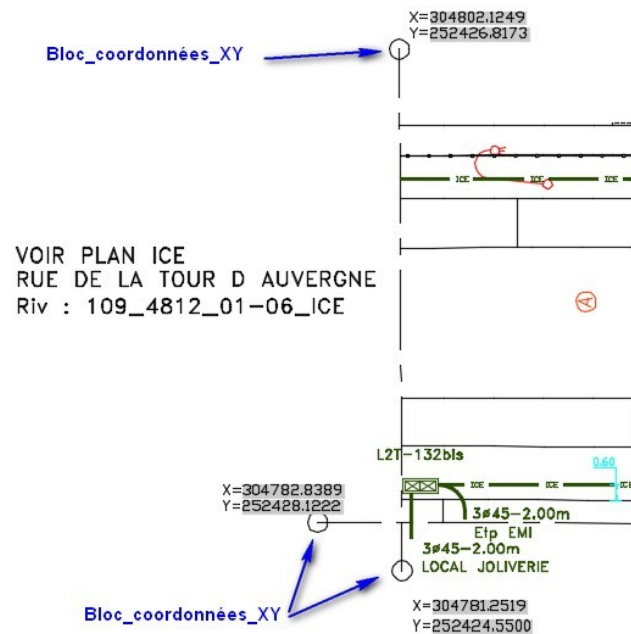 X=304802.1249
Y=252426.8173
Bloc_coordonnées_XY
ICE ICE ICE
VOIR PLAN ICE
RUE DE LA TOUR D AUVERGNE
Riv : 109_4812_01-06_ICE
A
L2T-132bis
0.60
ICE ICE ICE
X=304782.8389
Y=252428.1222
3ø45-2.00m
Etp EMI
3ø45-2.00m
LOCAL JOLIVERIE
Bloc_coordonnées_XY
X=304781.2519
Y=252424.5500